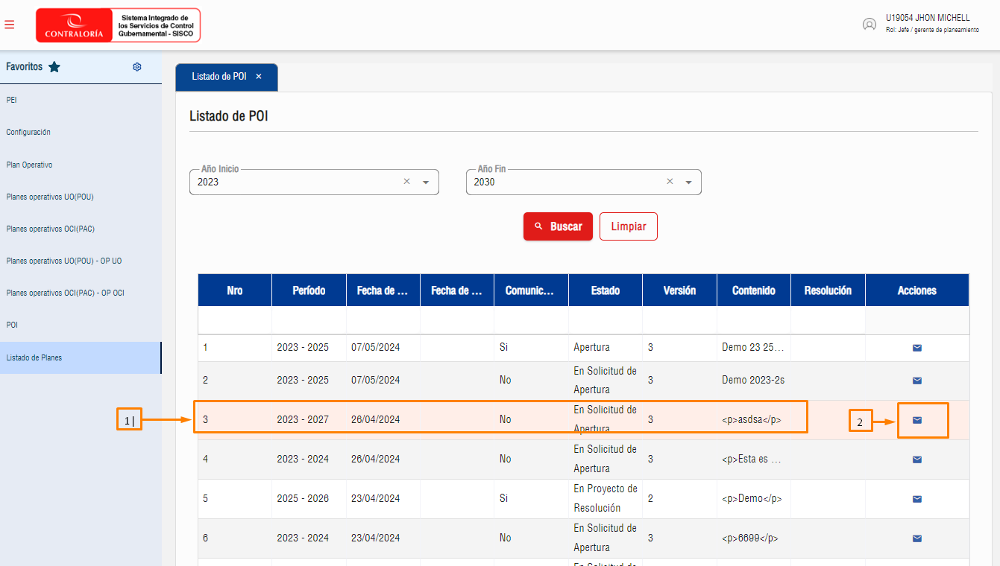 CONTRALORÍA
Sistema Integrado de
los Servicios de Control
Gubernamental - SISCO
U19054 JHON MICHELL
Rol: Jefe / gerente de planeamiento
Favoritos
PEI
Configuración
Plan Operativo
Planes operativos UO(POU)
Planes operativos OCI(PAC)
Planes operativos UO(POU) - OP UO
Planes operativos OCI(PAC) - OP OCI
POI
Listado de Planes
Listado de POI ×
Listado de POI
Año Inicio
2023 ×
Año Fin
2030 ×
Buscar Limpiar
Nro Período Fecha de ... Fecha de ... Comunic... Estado Versión Contenido Resolución Acciones
1 2023 - 2025 07/05/2024 Si Apertura 3 Demo 23 25...
2 2023 - 2025 07/05/2024 No En Solicitud de Apertura 3 Demo 2023-2s
1|
3 2023 - 2027 26/04/2024 No En Solicitud de Apertura 3 <p>asdsa</p>
2
4 2023 - 2024 26/04/2024 No En Solicitud de Apertura 3 <p>Esta es ...
5 2025 - 2026 23/04/2024 Si En Proyecto de Resolución 2 <p>Demo</p>
6 2023 - 2024 23/04/2024 No En Solicitud de Apertura 3 <p>6699</p>
En Solicitud de